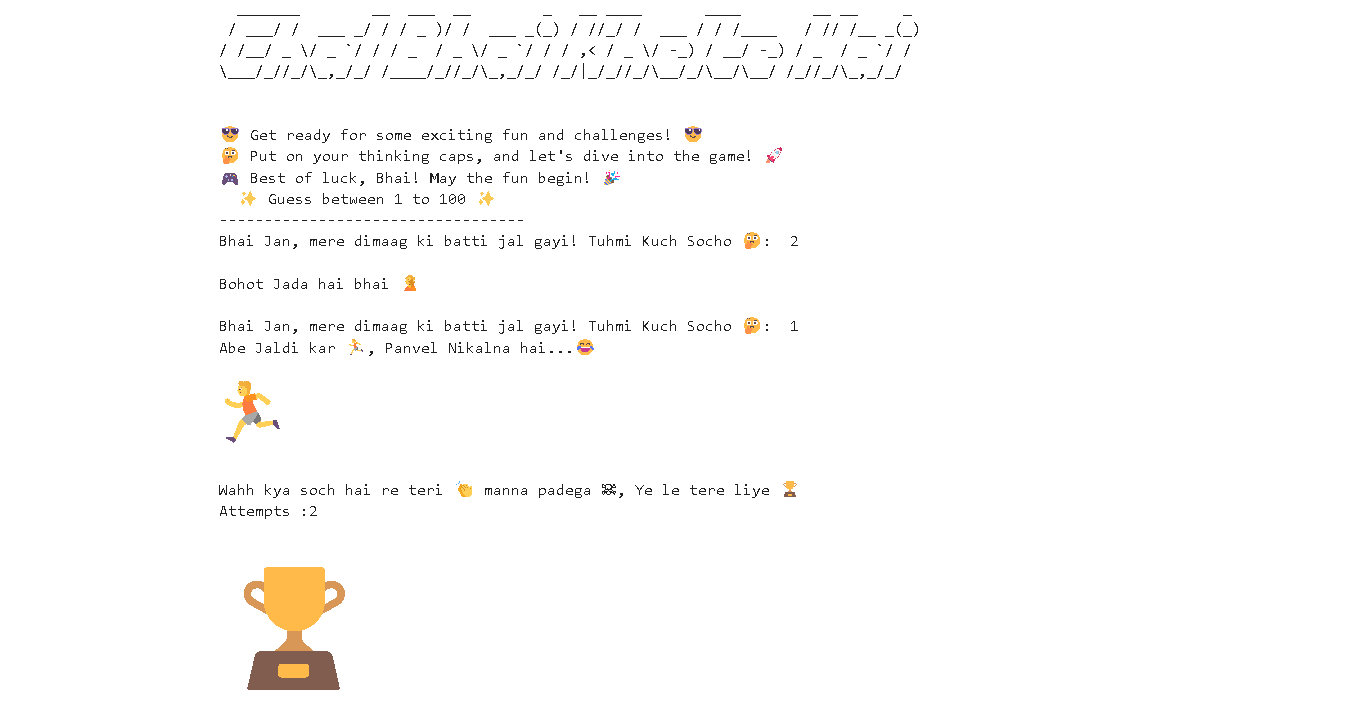 Chal Bhai Khelte Hai
😎 Get ready for some exciting fun and challenges! 😎
🤔 Put on your thinking caps, and let's dive into the game! 🚀
🎮 Best of luck, Bhai! May the fun begin! 🎉
✨ Guess between 1 to 100 ✨
----------------------------------
Bhai Jan, mere dimaag ki batti jal gayi! Tuhmi Kuch Socho 🤔: 2
Bohot Jada hai bhai 🤦
Bhai Jan, mere dimaag ki batti jal gayi! Tuhmi Kuch Socho 🤔: 1
Abe Jaldi kar 🏃, Panvel Nikalna hai...😂
Wahh kya soch hai re teri 👏 manna padega ☠, Ye le tere liye 🏆
Attempts :2